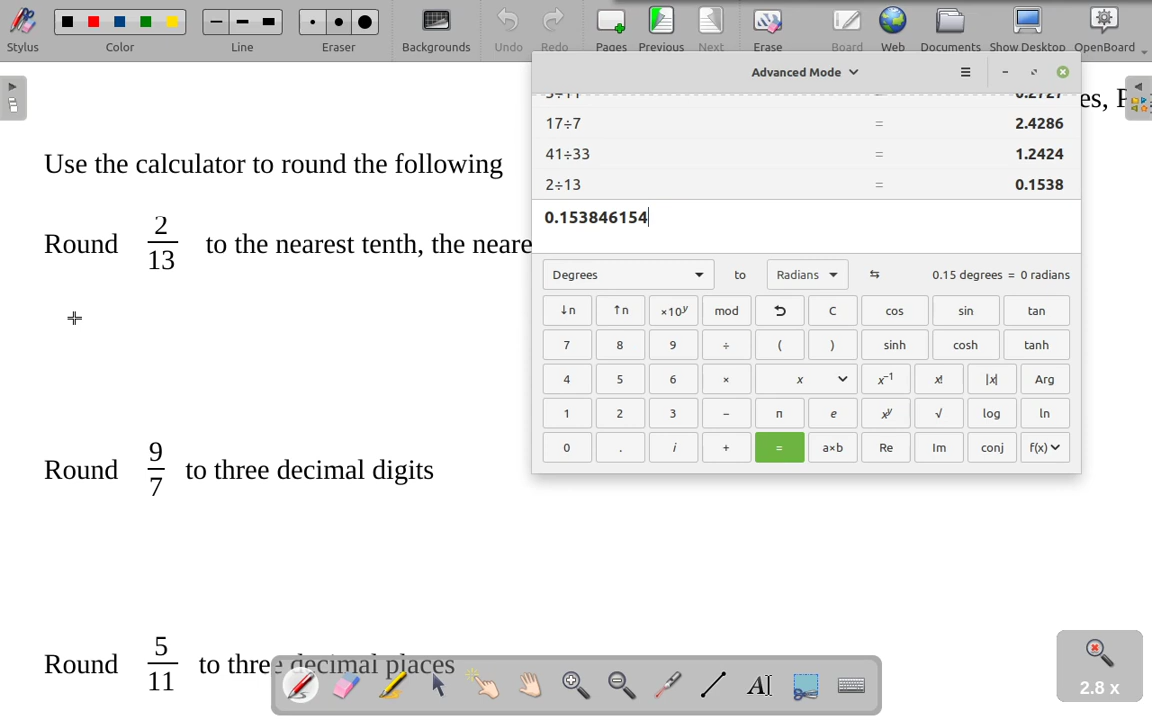 Stylus Color Line Eraser Backgrounds Undo Redo Pages Previous Next Erase Board Web Documents Show Desktop OpenBoard
Advanced Mode
17÷7 = 2.4286
41÷33 = 1.2424
2÷13 = 0.1538
0.153846154
Degrees to Radians 0.15 degrees = 0 radians
↓n ↑n ×10ʸ mod C cos sin tan
7 8 9 ÷ ( ) sinh cosh tanh
4 5 6 × x x⁻¹ x! |x| Arg
1 2 3 − π e xʸ √ log ln
0 . i + = a×b Re Im conj f(x)
Use the calculator to round the following
Round 2/13 to the nearest tenth, the neare
Round 9/7 to three decimal digits
Round 5/11 to three decimal places
AI
2.8 x